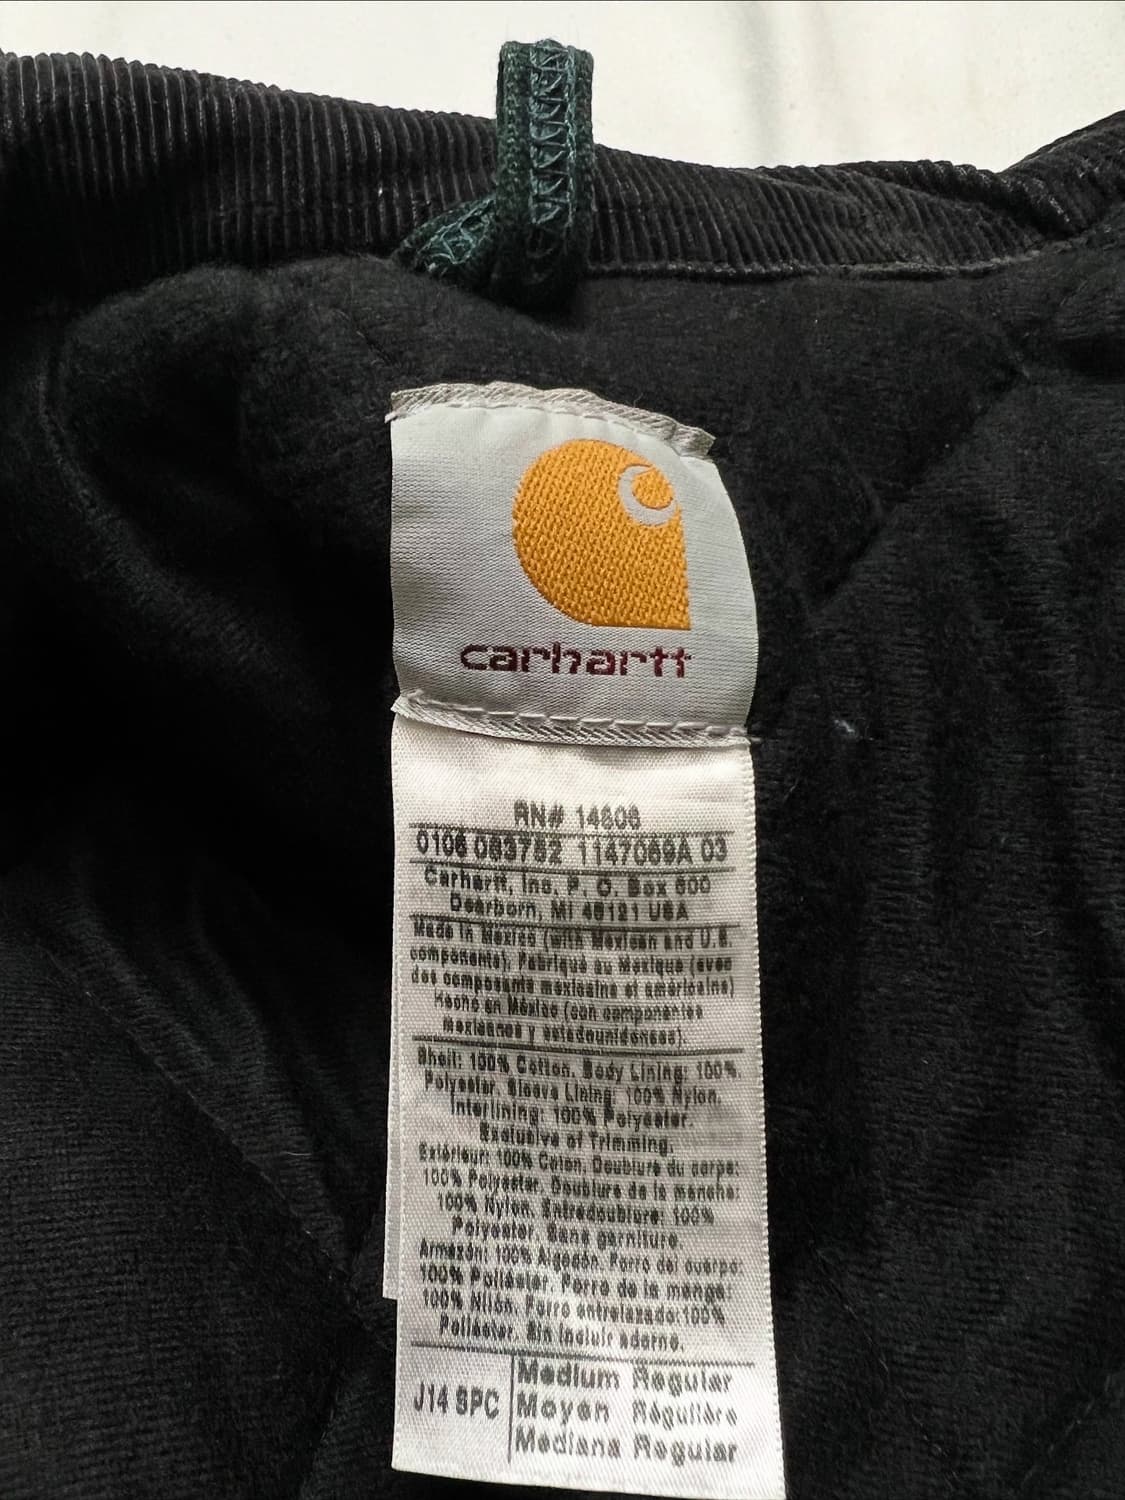 carhartt
RN# 14806
0106 083782 1147069A 03
Carhartt, Inc. P. O. Box 600
Dearborn, MI 48121 USA
Made in Mexico (with Mexican and U.S.
components). Fabriqué au Mexique (avec
des composants mexicains et américains)
Hecho en México (con componentes
mexicanos y estadounidenses).
Shell: 100% Cotton. Body Lining: 100%
Polyester. Sleeve Lining: 100% Nylon.
Interlining: 100% Polyester.
Exclusive of Trimming.
Extérieur: 100% Coton. Doublure du corps:
100% Polyester. Doublure de la manche:
100% Nylon. Entredoublure: 100%
Polyester. Sans garniture.
Armazón: 100% Algodón. Forro del cuerpo:
100% Poliéster. Forro de la manga:
100% Nilón. Forro entrelazado: 100%
Poliéster. Sin incluir adorno.
J14 SPC
Medium Regular
Moyen Régulière
Mediana Regular